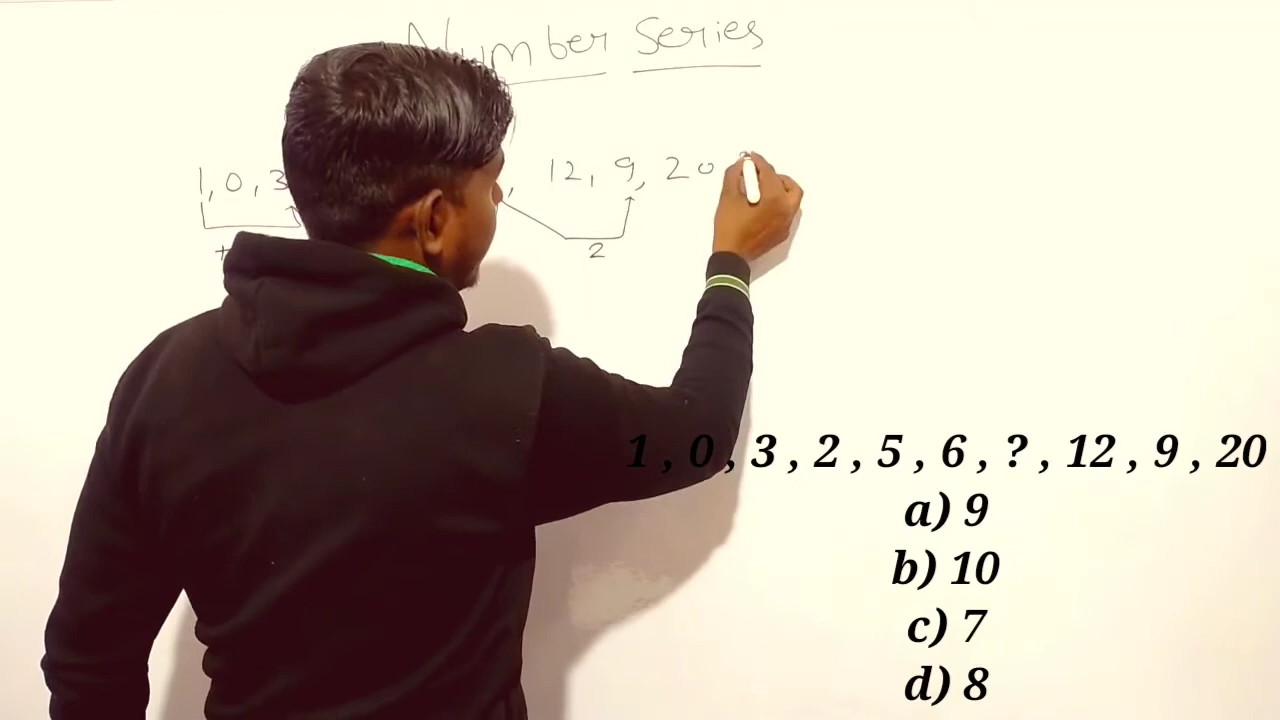 Number Series
1, 0, 3 , 12, 9, 20
+ 2
1 , 0 , 3 , 2 , 5 , 6 , ? , 12 , 9 , 20
a) 9
b) 10
c) 7
d) 8